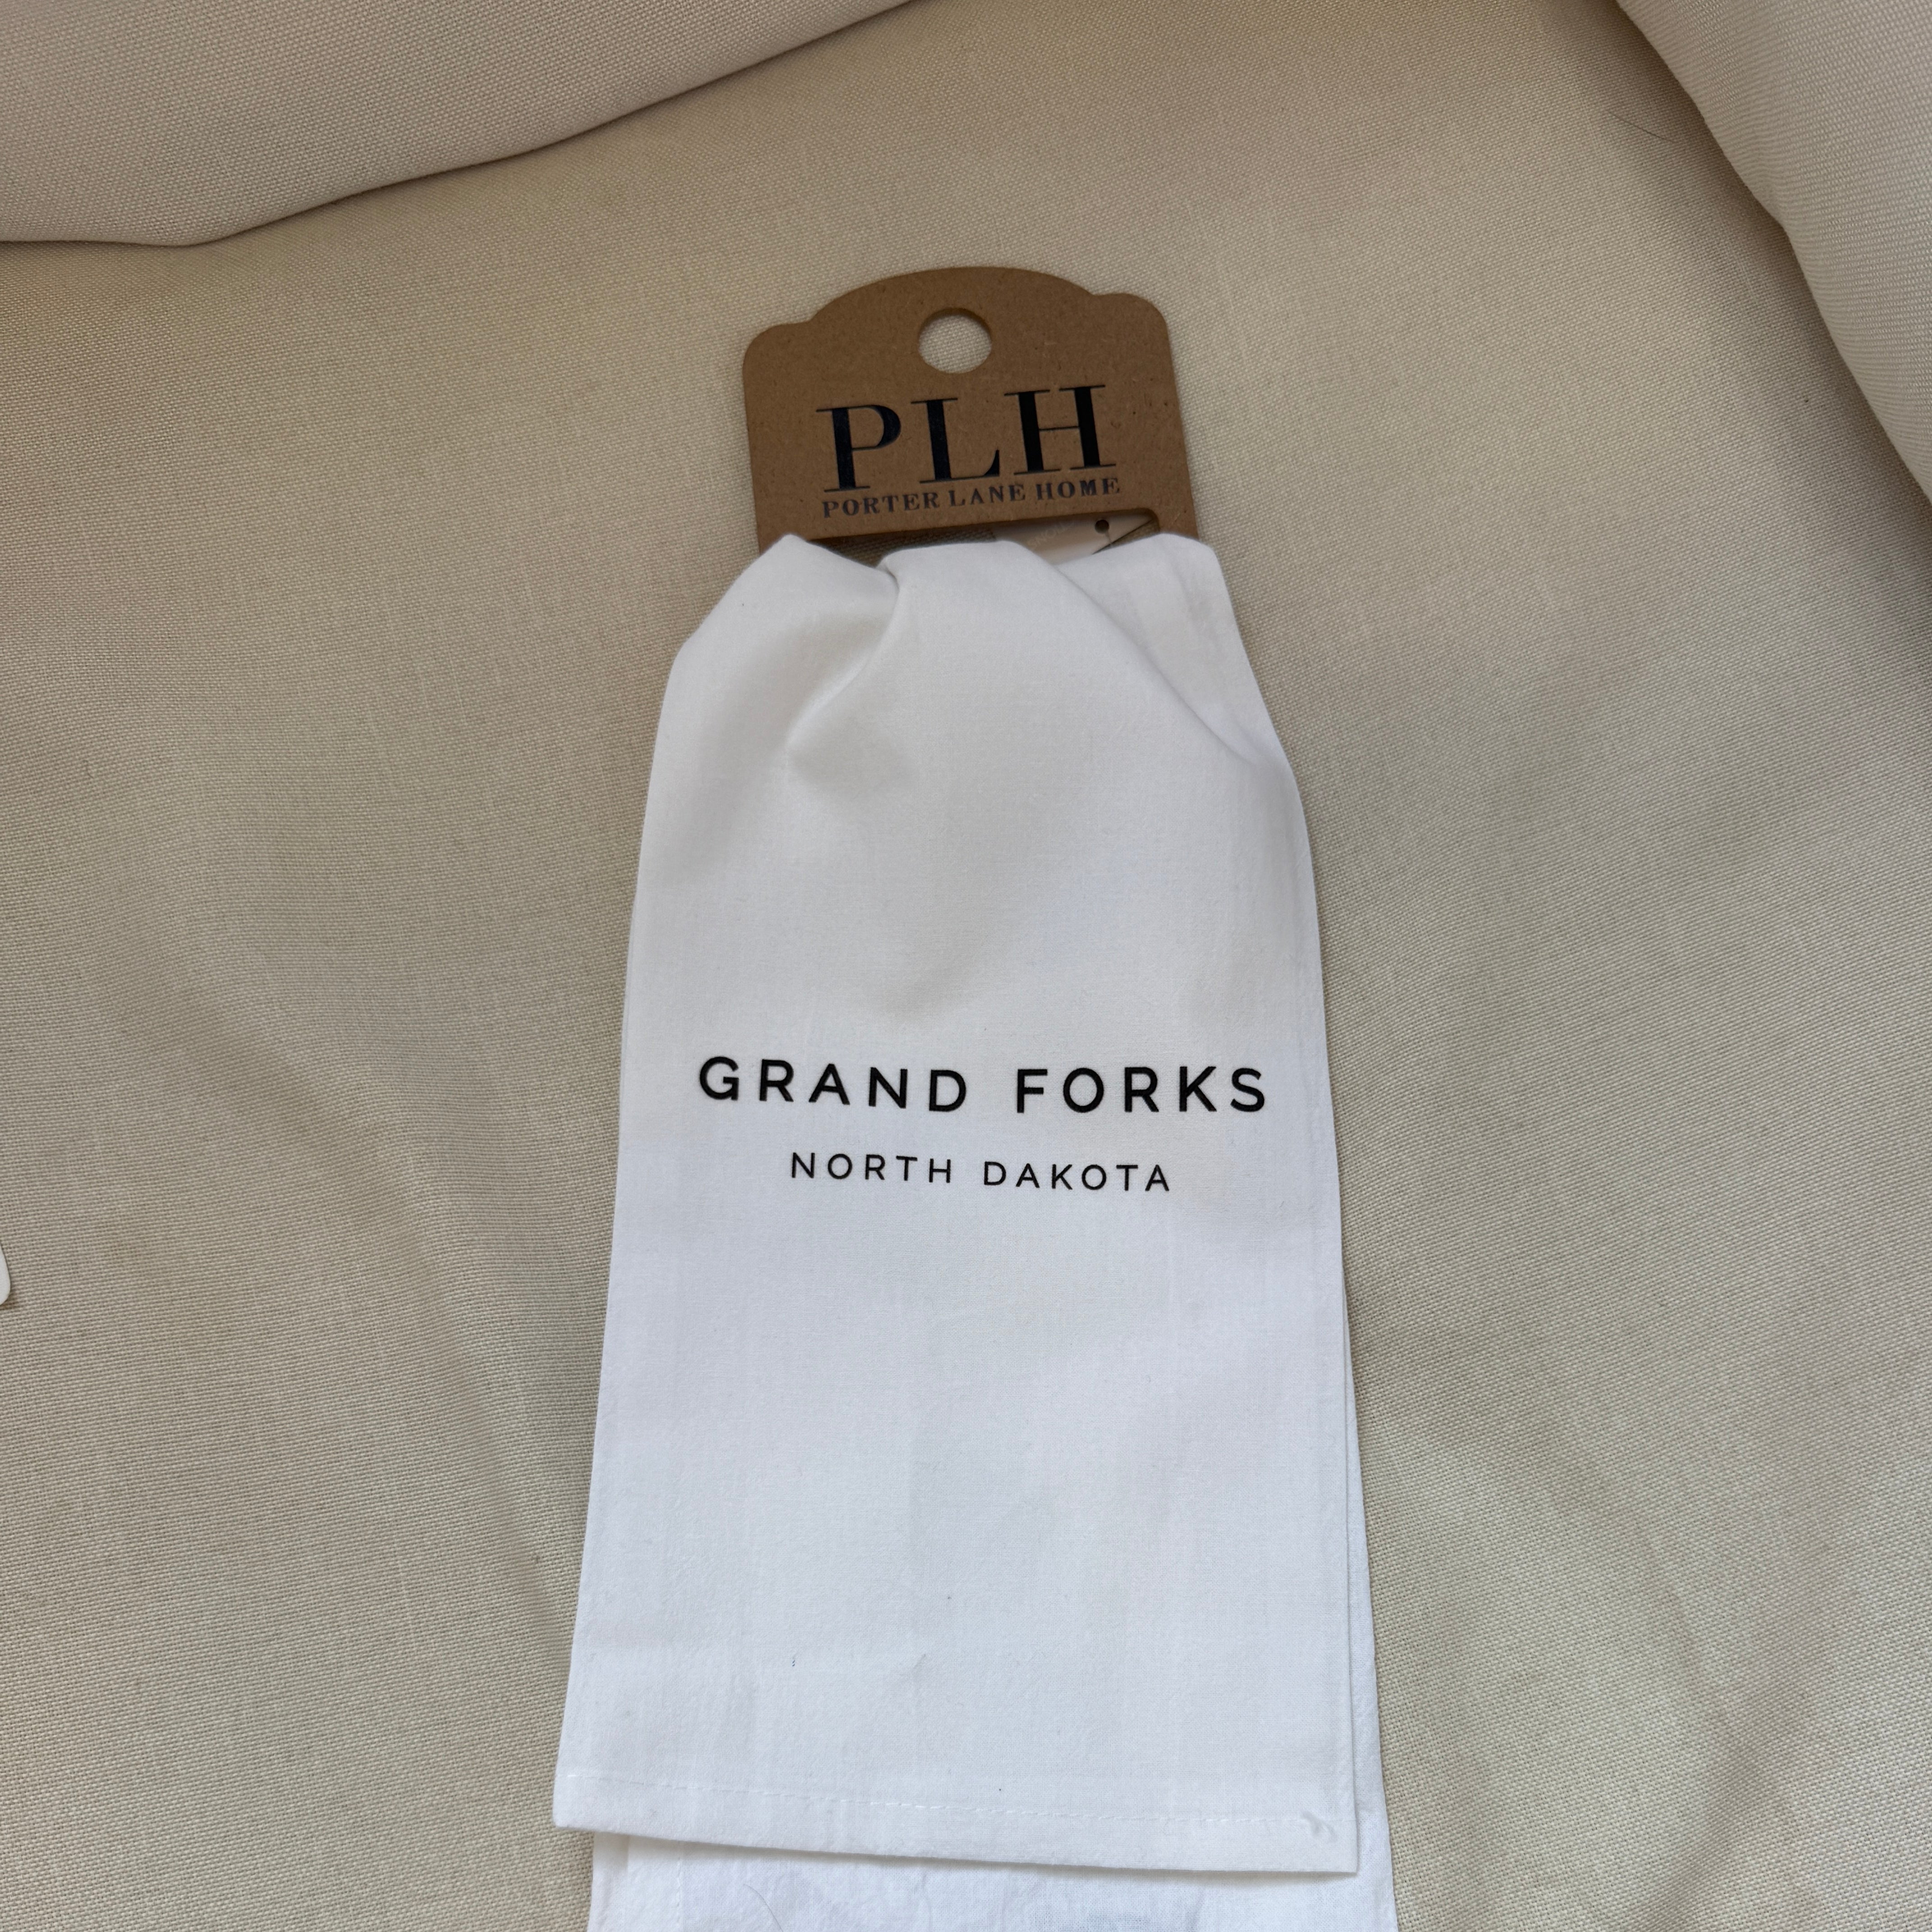 PLH
PORTER LANE HOME
GRAND FORKS
NORTH DAKOTA